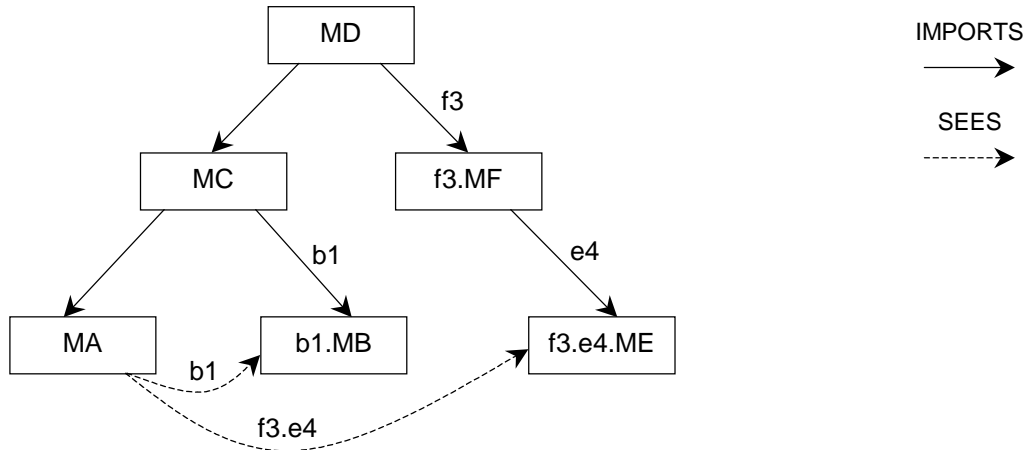 MD
IMPORTS
f3
SEES
MC
f3.MF
b1
e4
MA
b1.MB
f3.e4.ME
b1
f3.e4